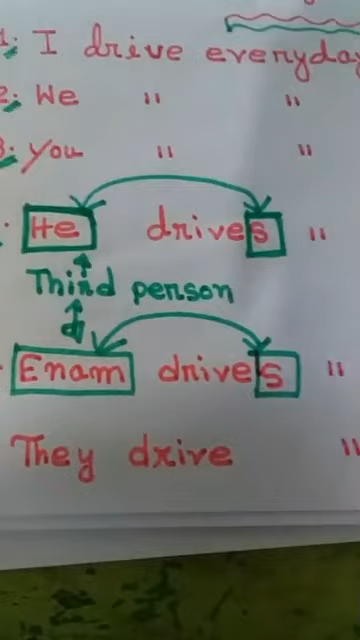 1. I drive everyday
2. We " "
3. you " "
He drives "
Third person
Enam drives "
They drive "